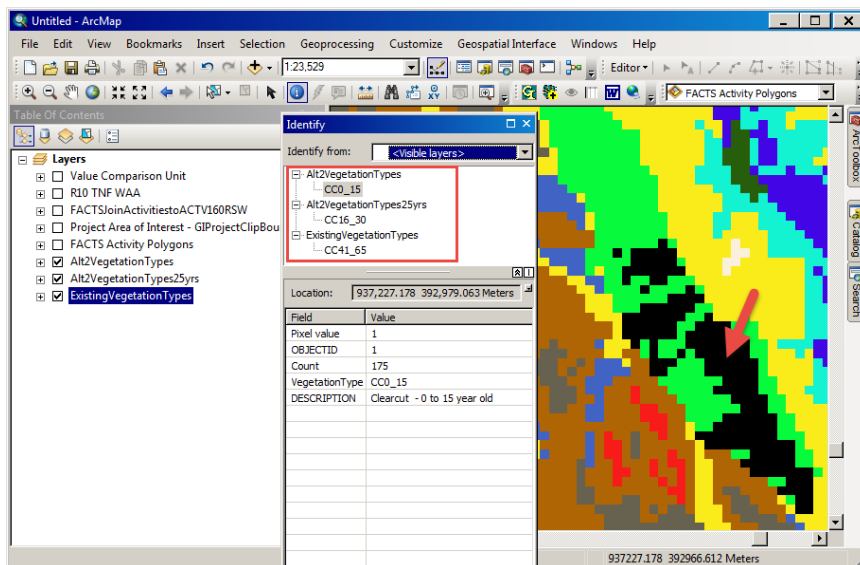 Untitled - ArcMap
File Edit View Bookmarks Insert Selection Geoprocessing Customize Geospatial Interface Windows Help
1:23,529
Editor
FACTS Activity Polygons
Table Of Contents
Layers
Value Comparison Unit
R10 TNF WAA
FACTSJoinActivitiestoACTV160RSW
Project Area of Interest - GIProjectClipBou
FACTS Activity Polygons
Alt2VegetationTypes
Alt2VegetationTypes25yrs
ExistingVegetationTypes
Identify
Identify from: <Visible layers>
Alt2VegetationTypes
CC0_15
Alt2VegetationTypes25yrs
CC16_30
ExistingVegetationTypes
CC41_65
Location: 937,227.178 392,979.063 Meters
Field Value
Pixel value 1
OBJECTID 1
Count 175
VegetationType CC0_15
DESCRIPTION Clearcut - 0 to 15 year old
ArcToolbox
Catalog
Search
937227.178 392966.612 Meters